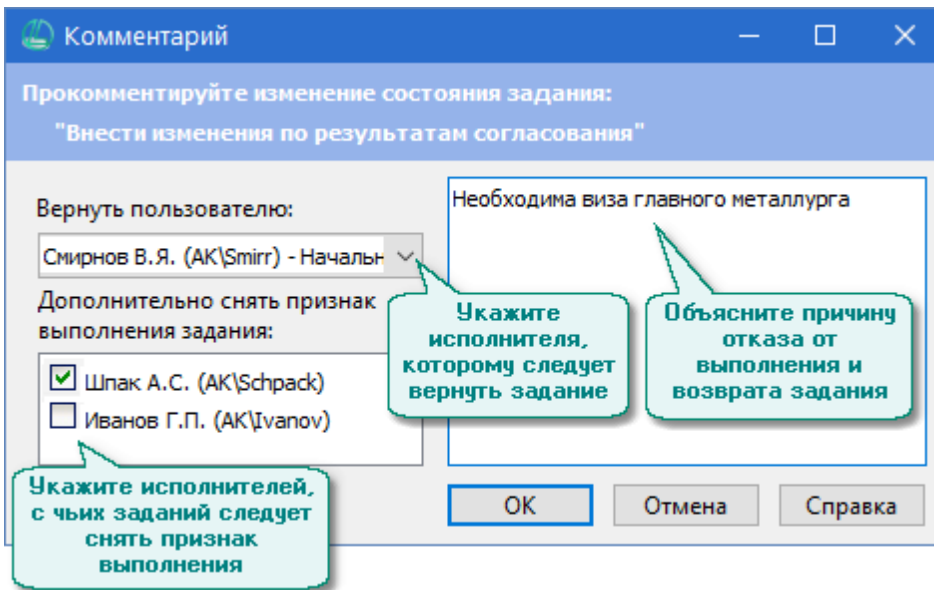 Комментарий
Прокомментируйте изменение состояния задания:
"Внести изменения по результатам согласования"
Вернуть пользователю:
Смирнов В.Я. (AK\Smirr) - Начальн
Дополнительно снять признак
выполнения задания:
Шпак А.С. (AK\Schpack)
Иванов Г.П. (AK\Ivanov)
Необходима виза главного металлурга
Укажите
исполнителя,
которому следует
вернуть задание
Объясните причину
отказа от
выполнения и
возврата задания
Укажите исполнителей,
с чьих заданий следует
снять признак
выполнения
ОК
Отмена
Справка